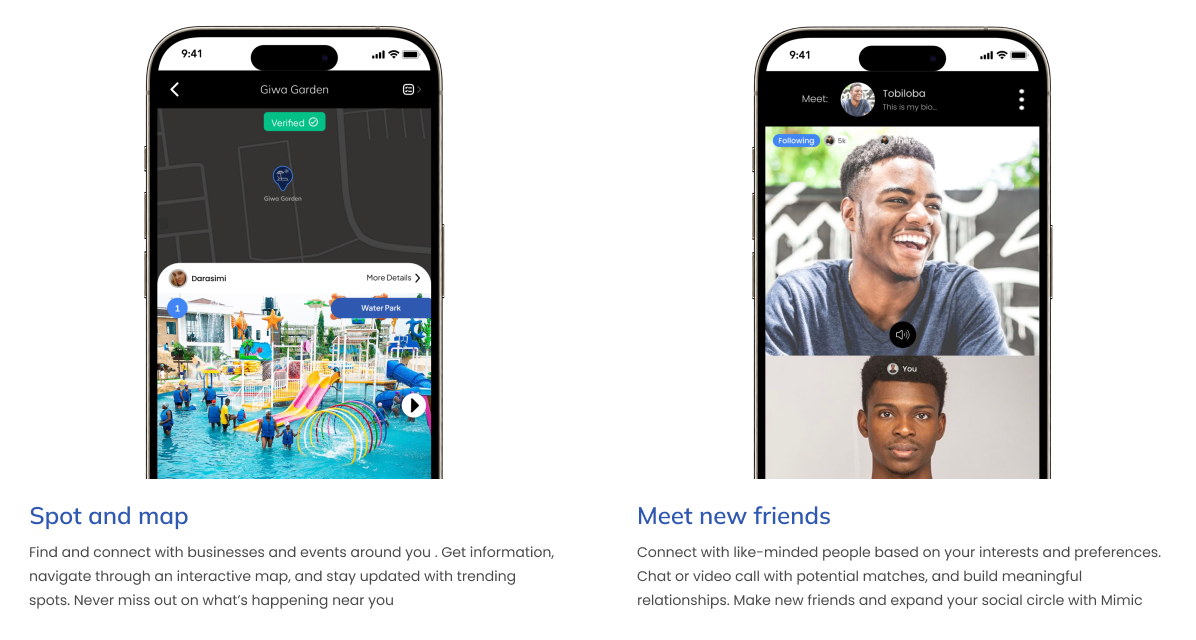 9:41
Giwa Garden
Verified
Giwa Garden
Darasimi
More Details
1
Water Park
Spot and map
Find and connect with businesses and events around you . Get information,
navigate through an interactive map, and stay updated with trending
spots. Never miss out on what's happening near you
9:41
Meet:
Tobiloba
This is my bio...
Following
5k
You
Meet new friends
Connect with like-minded people based on your interests and preferences.
Chat or video call with potential matches, and build meaningful
relationships. Make new friends and expand your social circle with Mimic